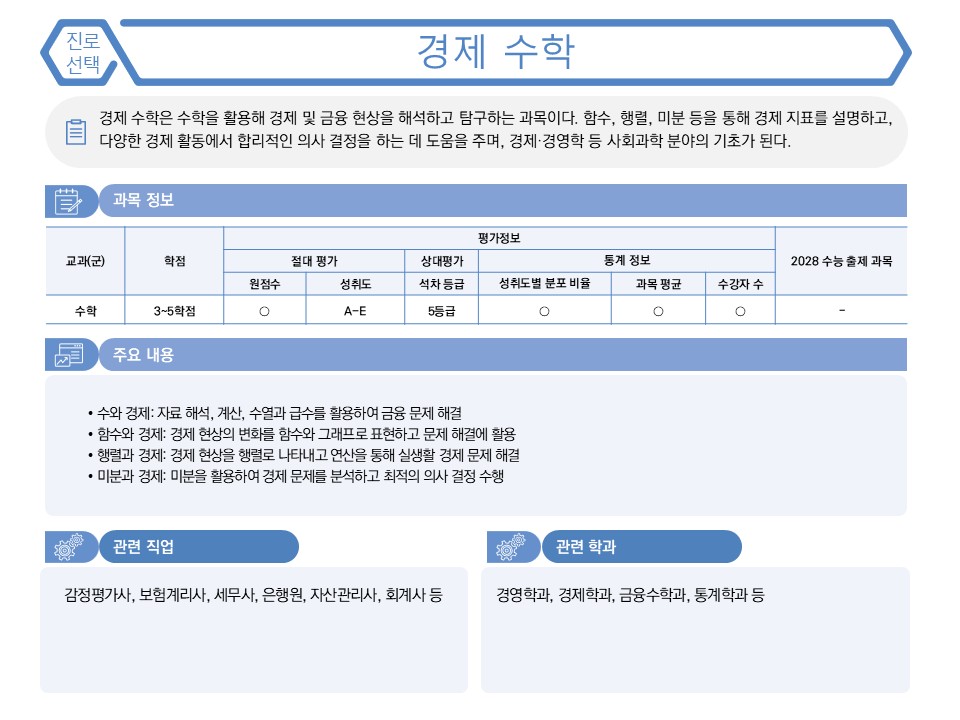 진로
선택
경제 수학
경제 수학은 수학을 활용해 경제 및 금융 현상을 해석하고 탐구하는 과목이다. 함수, 행렬, 미분 등을 통해 경제 지표를 설명하고,
다양한 경제 활동에서 합리적인 의사 결정을 하는 데 도움을 주며, 경제·경영학 등 사회과학 분야의 기초가 된다.
과목 정보
교과(군) 학점 평가정보 2028 수능 출제 과목
절대 평가 상대평가 통계 정보
원점수 성취도 석차 등급 성취도별 분포 비율 과목 평균 수강자 수
수학 3~5학점 ○ A-E 5등급 ○ ○ ○ -
주요 내용
• 수와 경제: 자료 해석, 계산, 수열과 급수를 활용하여 금융 문제 해결
• 함수와 경제: 경제 현상의 변화를 함수와 그래프로 표현하고 문제 해결에 활용
• 행렬과 경제: 경제 현상을 행렬로 나타내고 연산을 통해 실생활 경제 문제 해결
• 미분과 경제: 미분을 활용하여 경제 문제를 분석하고 최적의 의사 결정 수행
관련 직업
감정평가사, 보험계리사, 세무사, 은행원, 자산관리사, 회계사 등
관련 학과
경영학과, 경제학과, 금융수학과, 통계학과 등